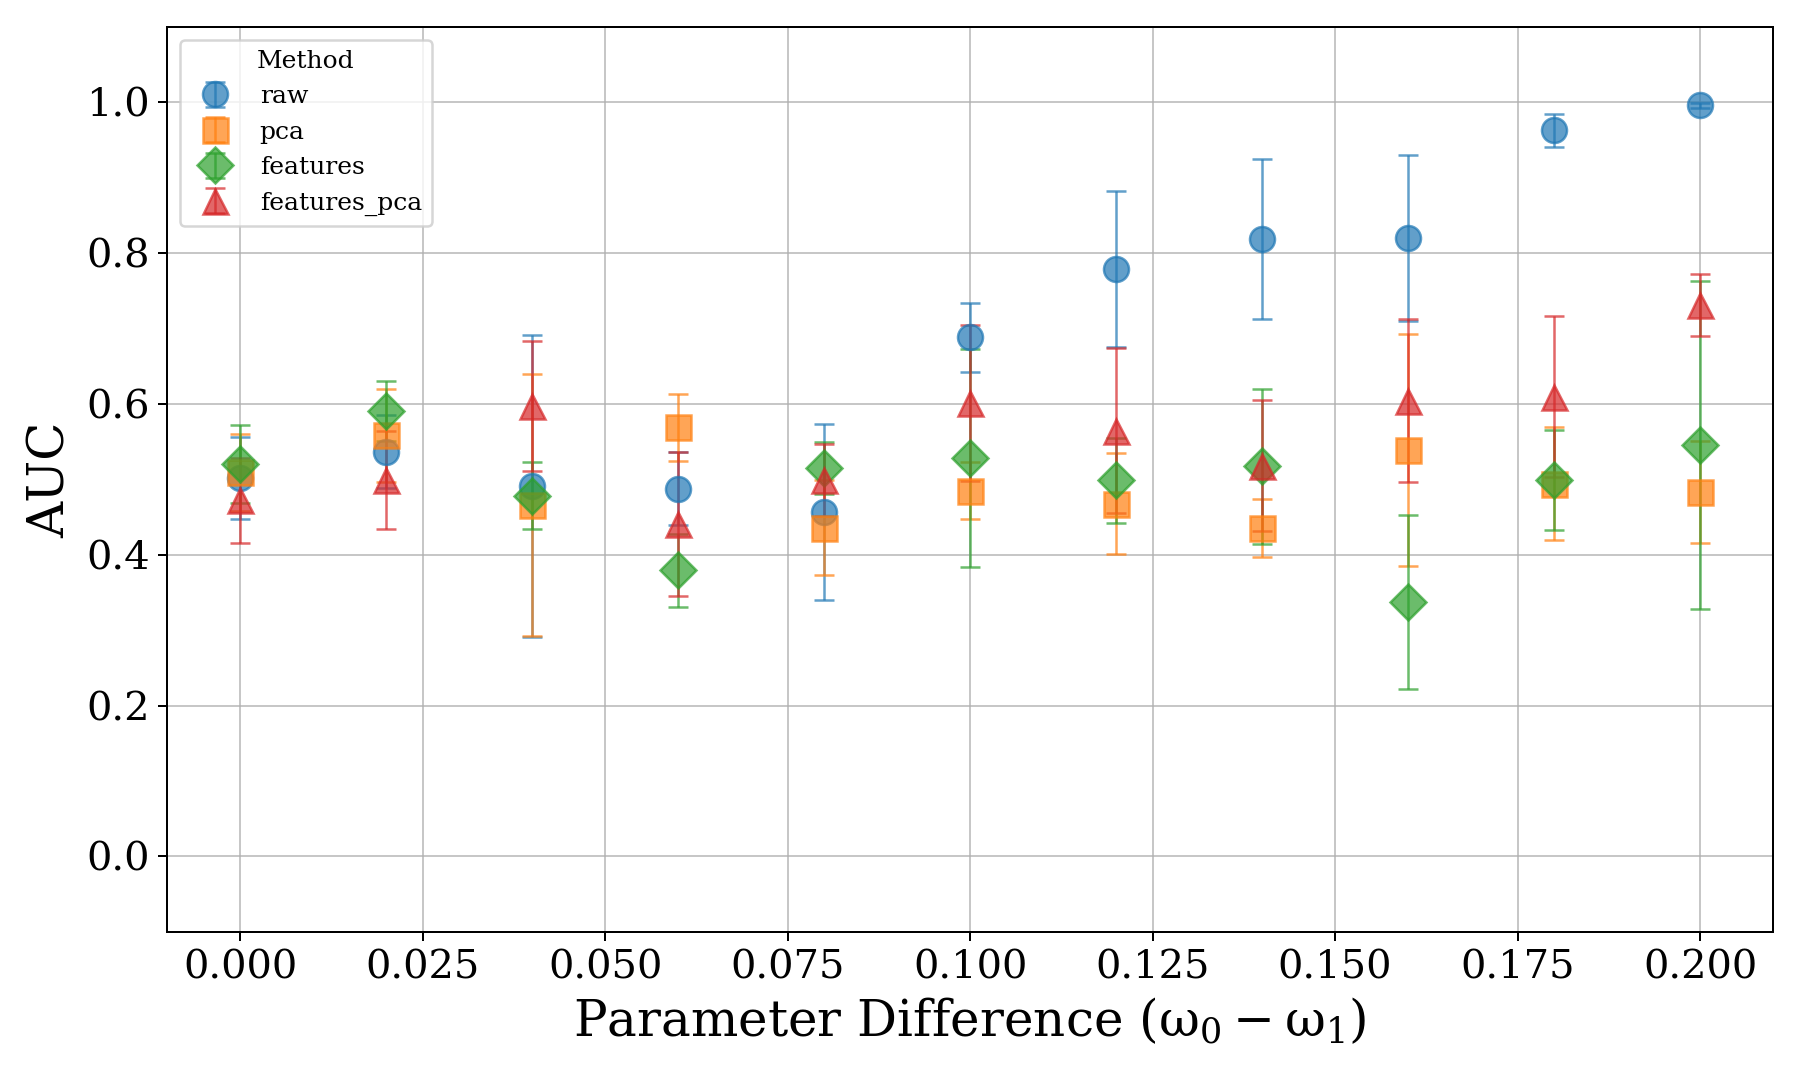 Method
raw
pca
features
features_pca
1.0
0.8
0.6
0.4
0.2
0.0
AUC
0.000 0.025 0.050 0.075 0.100 0.125 0.150 0.175 0.200
Parameter Difference (ω₀ − ω₁)